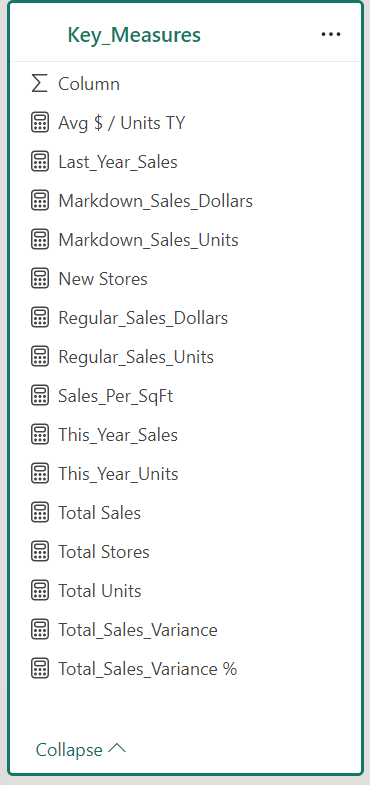 Key_Measures
Column
Avg $ / Units TY
Last_Year_Sales
Markdown_Sales_Dollars
Markdown_Sales_Units
New Stores
Regular_Sales_Dollars
Regular_Sales_Units
Sales_Per_SqFt
This_Year_Sales
This_Year_Units
Total Sales
Total Stores
Total Units
Total_Sales_Variance
Total_Sales_Variance %
Collapse